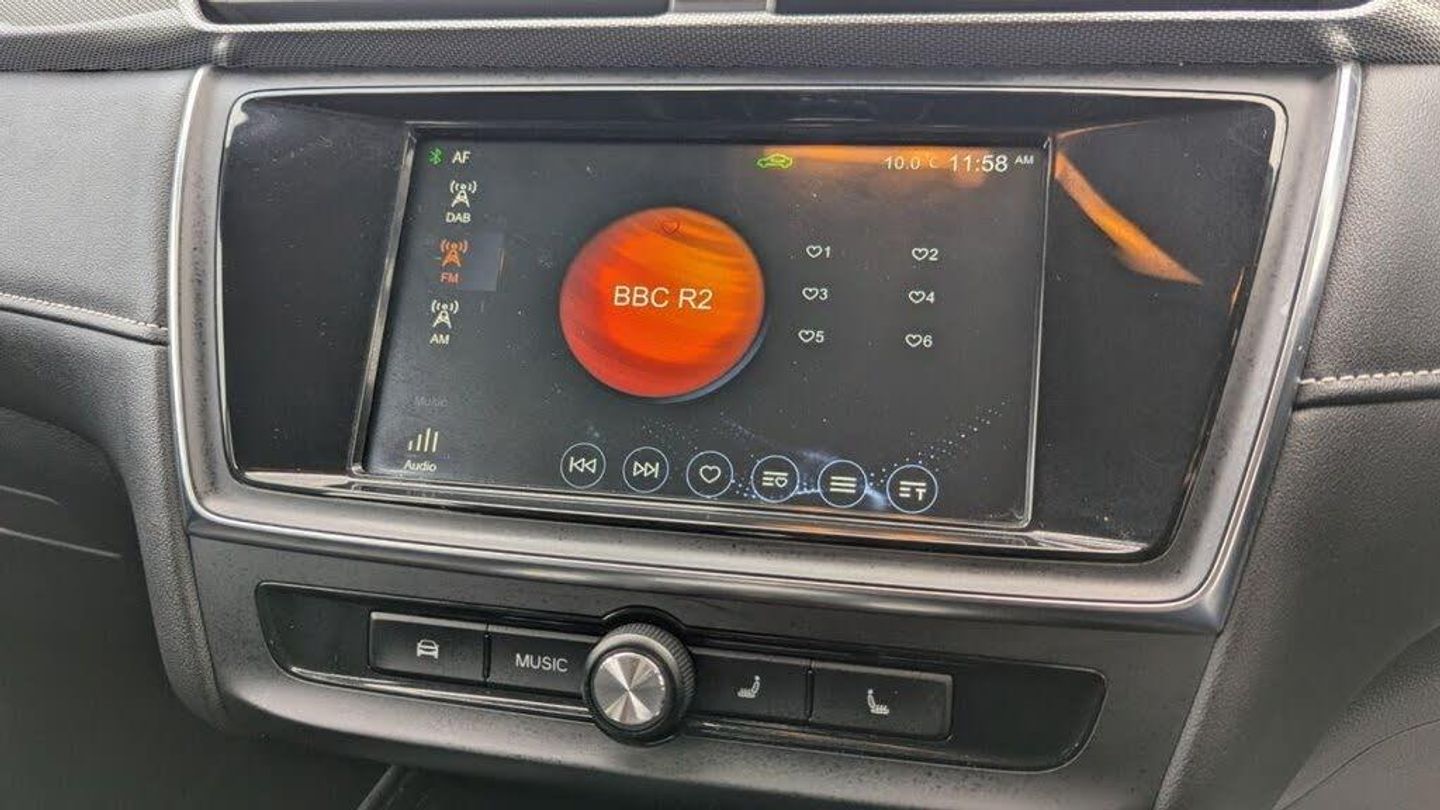 AF
10.0 °C 11:58 AM
DAB
FM
AM
Music
Audio
BBC R2
1
2
3
4
5
6
T
MUSIC